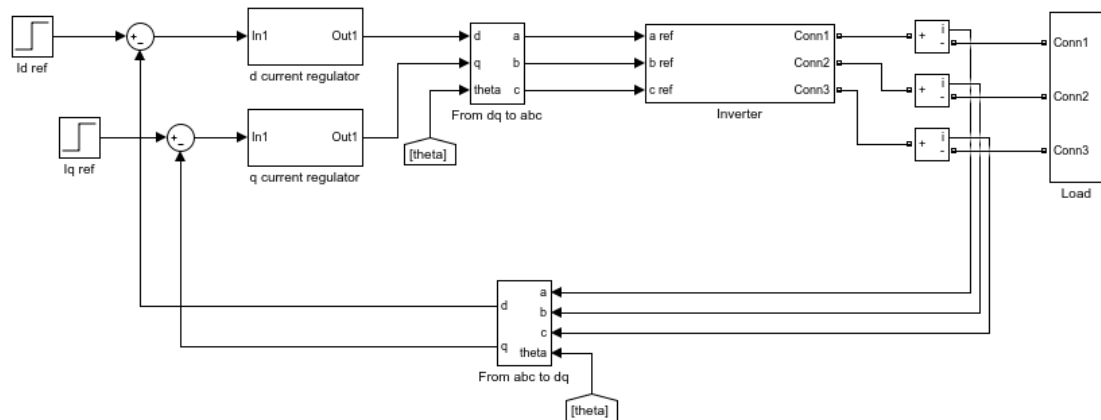 Id ref
+
-
In1
Out1
d current regulator
Iq ref
+
-
In1
Out1
q current regulator
d
q
theta
a
b
c
From dq to abc
[theta]
a ref
b ref
c ref
Conn1
Conn2
Conn3
Inverter
+
i
-
+
i
-
+
i
-
Conn1
Conn2
Conn3
Load
d
q
a
b
c
theta
From abc to dq
[theta]